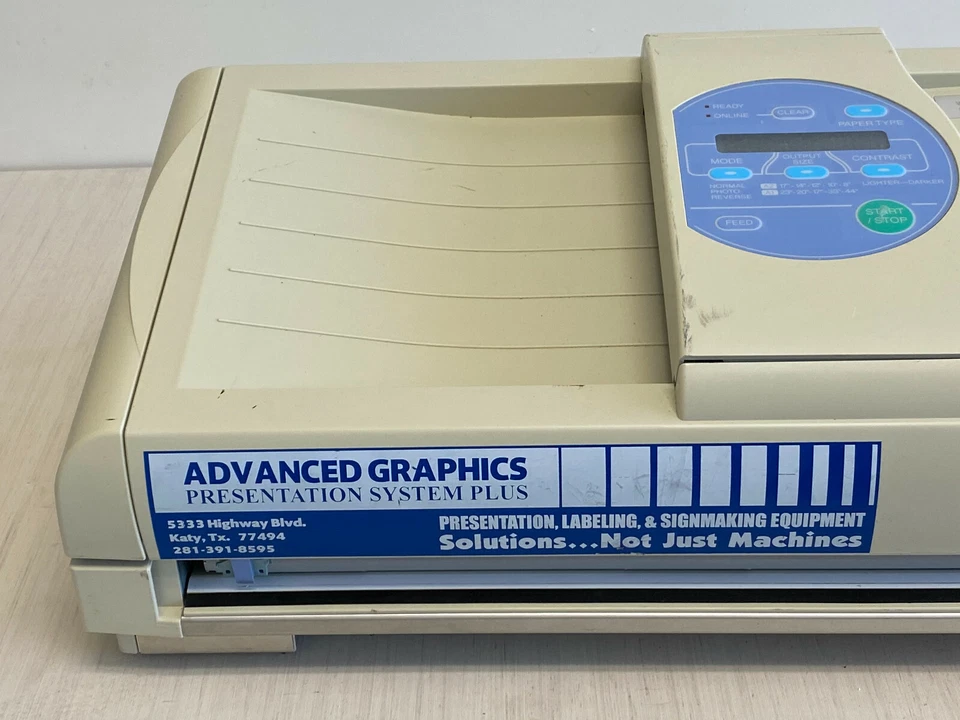 READY
ONLINE
CLEAR
PAPER TYPE
MODE
OUTPUT
SIZE
CONTRAST
NORMAL
PHOTO
REVERSE
LIGHTER—DARKER
FEED
START
/ STOP
ADVANCED GRAPHICS
PRESENTATION SYSTEM PLUS
5333 Highway Blvd.
Katy, Tx. 77494
281-391-8595
PRESENTATION, LABELING, & SIGNMAKING EQUIPMENT
Solutions...Not Just Machines